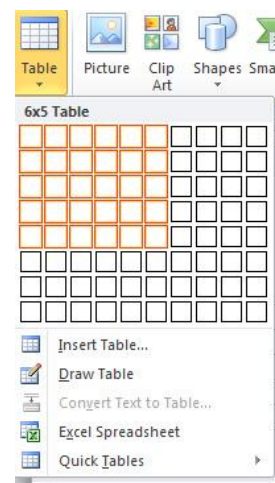 Table Picture Clip Art Shapes Sma
6x5 Table
Insert Table...
Draw Table
Convert Text to Table...
Excel Spreadsheet
Quick Tables